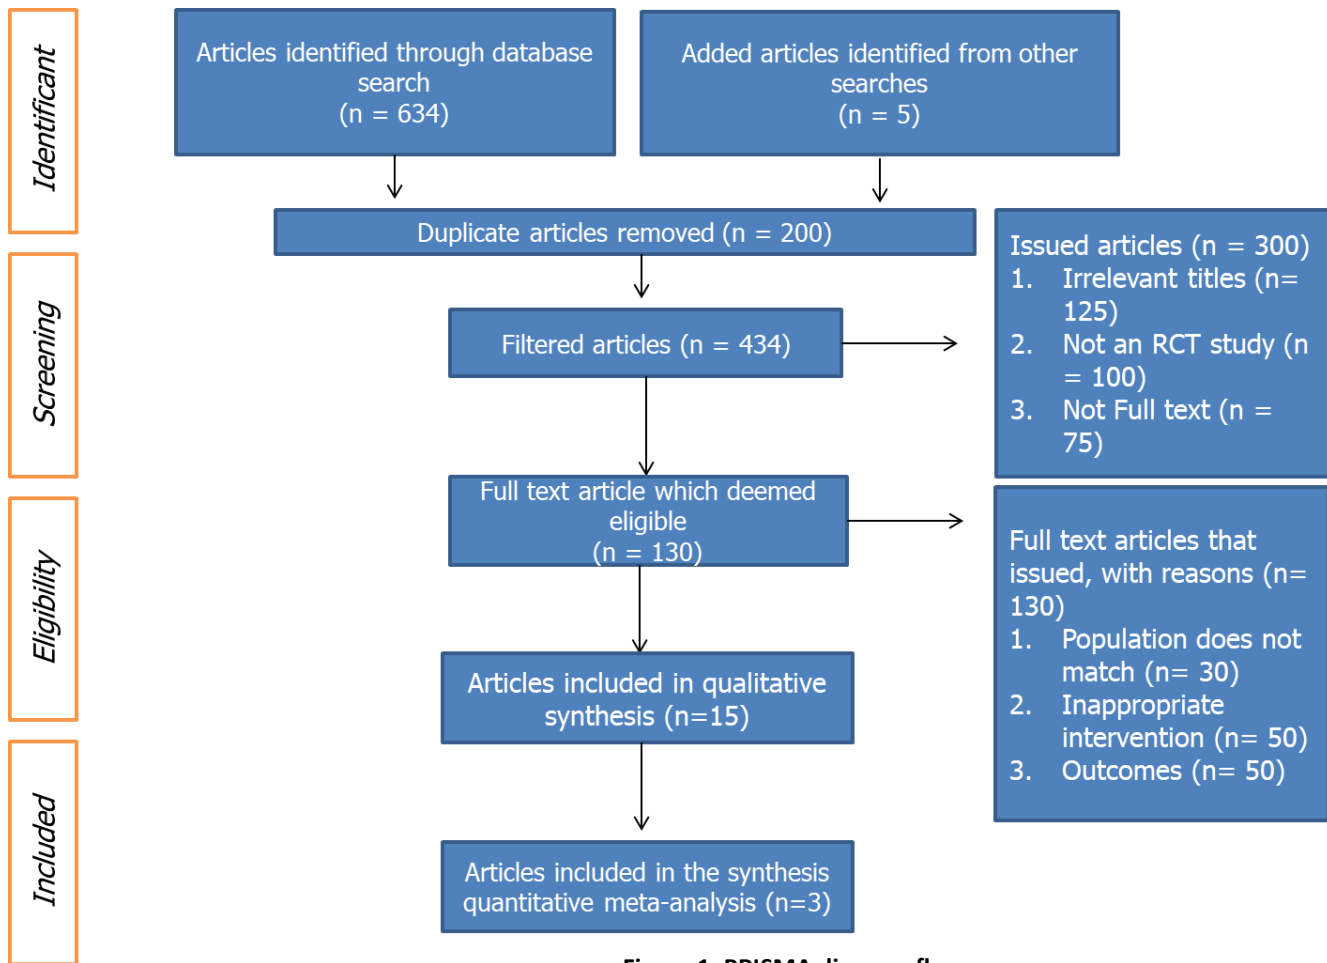 Identificant
Articles identified through database
search
(n = 634)
Added articles identified from other
searches
(n = 5)
Duplicate articles removed (n = 200)
Screening
Filtered articles (n = 434)
Issued articles (n = 300)
1. Irrelevant titles (n=
125)
2. Not an RCT study (n
= 100)
3. Not Full text (n =
75)
Eligibility
Full text article which deemed
eligible
(n = 130)
Full text articles that
issued, with reasons (n=
130)
1. Population does not
match (n= 30)
2. Inappropriate
intervention (n= 50)
3. Outcomes (n= 50)
Articles included in qualitative
synthesis (n=15)
Included
Articles included in the synthesis
quantitative meta-analysis (n=3)
Figure 1. PRISMA diagram